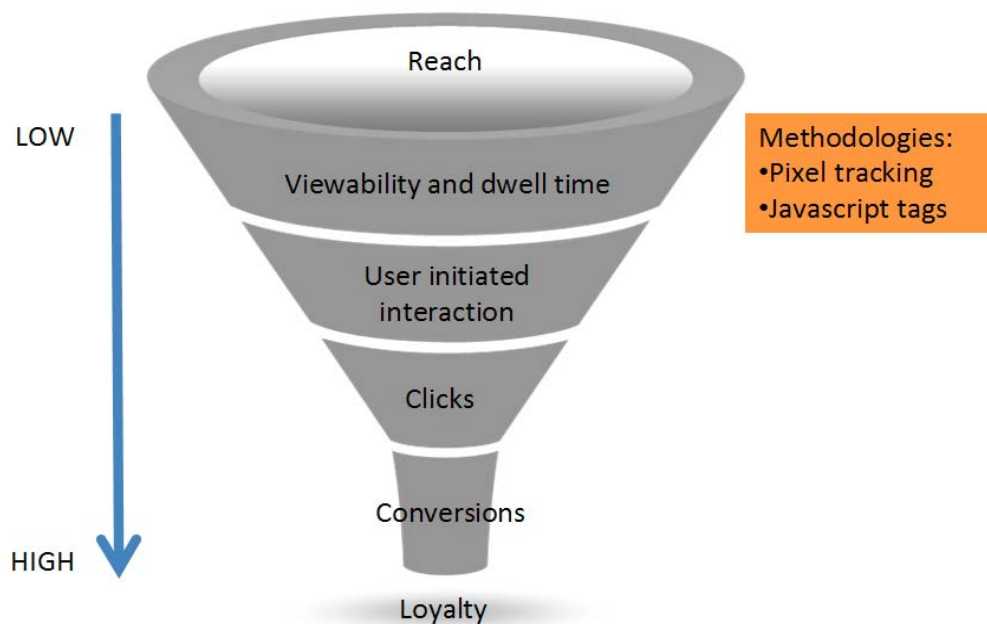 Reach
LOW
Methodologies:
•Pixel tracking
•Javascript tags
Viewability and dwell time
User initiated
interaction
Clicks
Conversions
HIGH
Loyalty